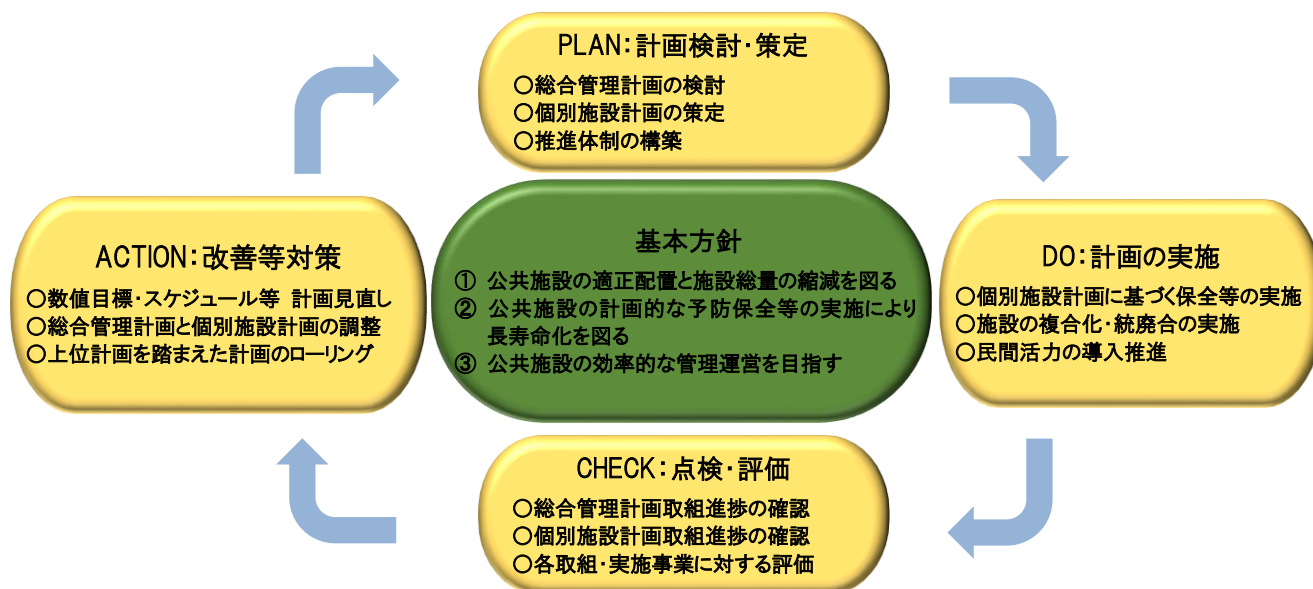 PLAN：計画検討・策定
○総合管理計画の検討
○個別施設計画の策定
○推進体制の構築
ACTION：改善等対策
○数値目標・スケジュール等 計画見直し
○総合管理計画と個別施設計画の調整
○上位計画を踏まえた計画のローリング
基本方針
① 公共施設の適正配置と施設総量の縮減を図る
② 公共施設の計画的な予防保全等の実施により
長寿命化を図る
③ 公共施設の効率的な管理運営を目指す
DO：計画の実施
○個別施設計画に基づく保全等の実施
○施設の複合化・統廃合の実施
○民間活力の導入推進
CHECK：点検・評価
○総合管理計画取組進捗の確認
○個別施設計画取組進捗の確認
○各取組・実施事業に対する評価